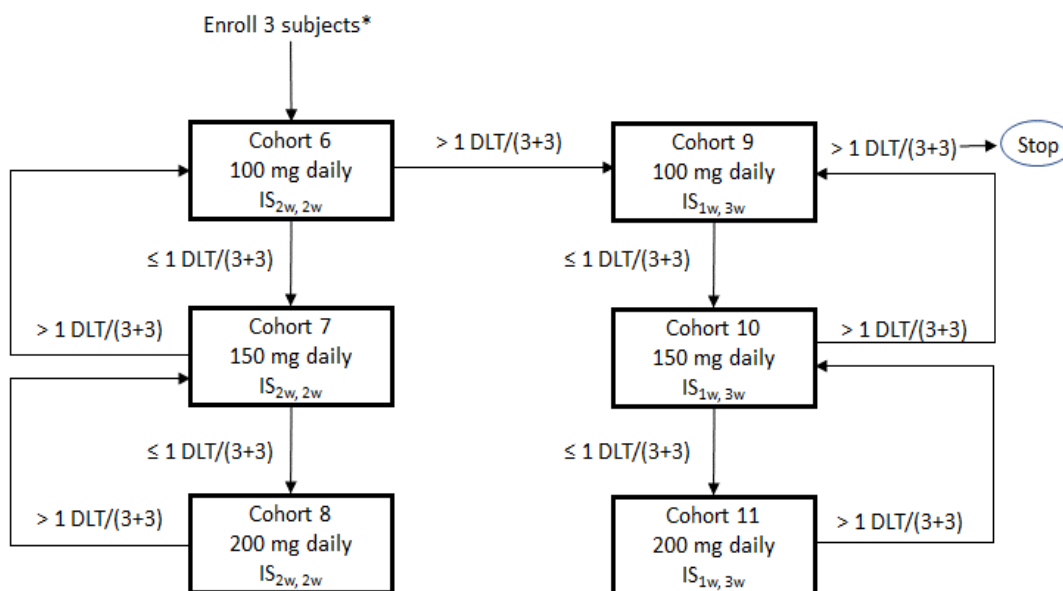 Enroll 3 subjects*
Cohort 6
100 mg daily
IS2w, 2w
> 1 DLT/(3+3)
Cohort 9
100 mg daily
IS1w, 3w
> 1 DLT/(3+3)
Stop
≤ 1 DLT/(3+3)
≤ 1 DLT/(3+3)
> 1 DLT/(3+3)
Cohort 7
150 mg daily
IS2w, 2w
Cohort 10
150 mg daily
IS1w, 3w
> 1 DLT/(3+3)
≤ 1 DLT/(3+3)
≤ 1 DLT/(3+3)
> 1 DLT/(3+3)
Cohort 8
200 mg daily
IS2w, 2w
Cohort 11
200 mg daily
IS1w, 3w
> 1 DLT/(3+3)